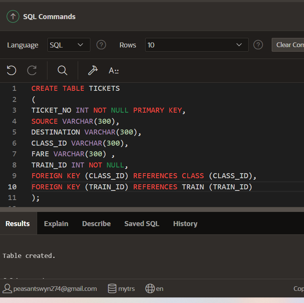 SQL Commands
Language SQL Rows 10 Clear Com
A..
1 CREATE TABLE TICKETS
2 (
3 TICKET_NO INT NOT NULL PRIMARY KEY,
4 SOURCE VARCHAR(300),
5 DESTINATION VARCHAR(300),
6 CLASS_ID VARCHAR(300),
7 FARE VARCHAR(300) ,
8 TRAIN_ID INT NOT NULL,
9 FOREIGN KEY (CLASS_ID) REFERENCES CLASS (CLASS_ID),
10 FOREIGN KEY (TRAIN_ID) REFERENCES TRAIN (TRAIN_ID)
11 );
Results Explain Describe Saved SQL History
Table created.
peasantswyn274@gmail.com mytrs en Cop